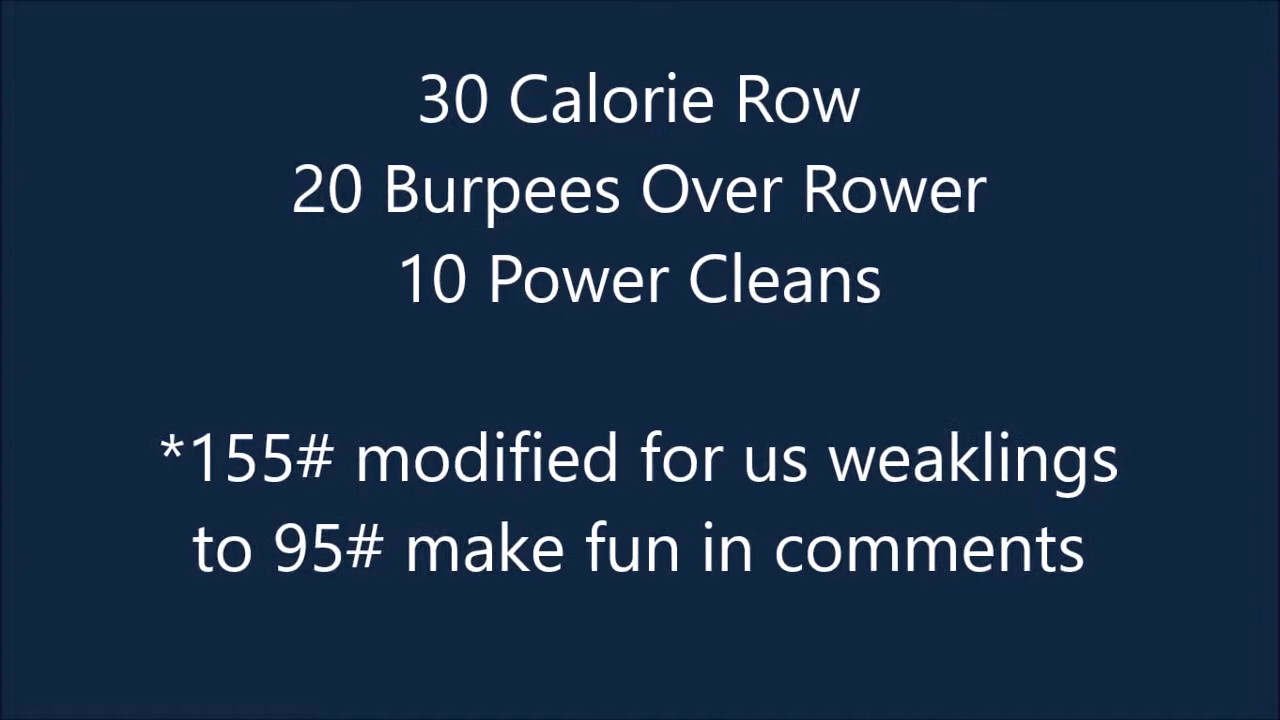 30 Calorie Row
20 Burpees Over Rower
10 Power Cleans
*155# modified for us weaklings
to 95# make fun in comments